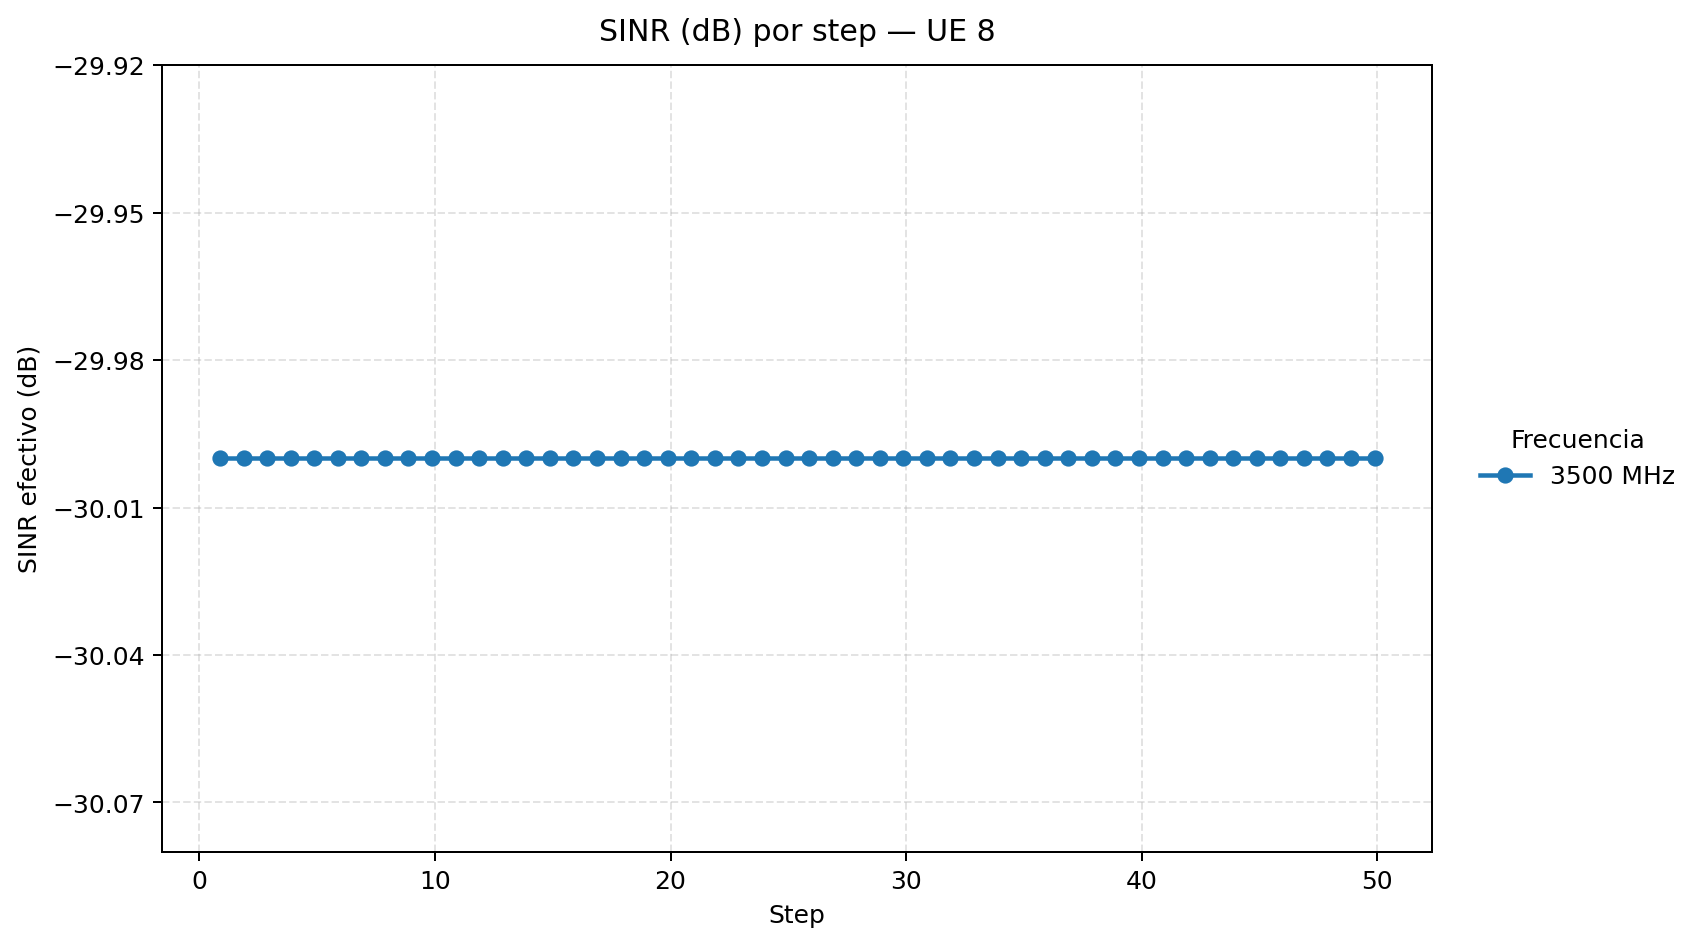 SINR (dB) por step — UE 8
−29.92
−29.95
−29.98
−30.01
−30.04
−30.07
SINR efectivo (dB)
0 10 20 30 40 50
Step
Frecuencia
3500 MHz